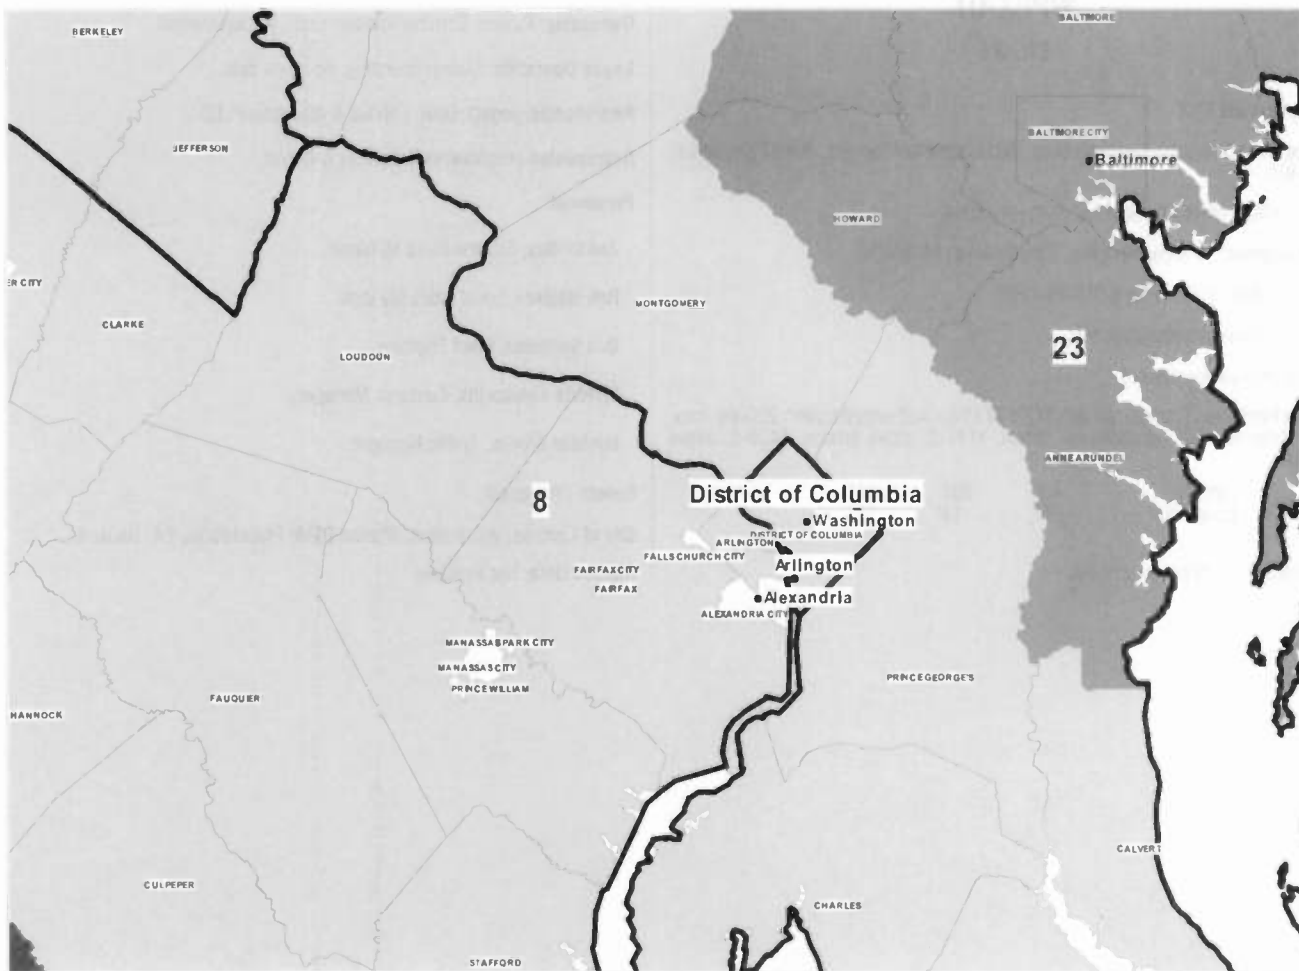 BALTIMORE
BERKELEY
BALTIMORE CITY
JEFFERSON
Baltimore
HOWARD
ER CITY
MONTGOMERY
CLARKE
23
LOUDOUN
ANNE ARUNDEL
8
District of Columbia
Washington
DISTRICT OF COLUMBIA
ARLINGTON
FALLS CHURCH CITY
Arlington
FAIRFAX CITY
FAIRFAX
Alexandria
ALEXANDRIA CITY
MANASSAS PARK CITY
MANASSAS CITY
PRINCE GEORGE'S
PRINCE WILLIAM
FAUQUIER
HANNOCK
CALVERT
CULPEPER
CHARLES
STAFFORD